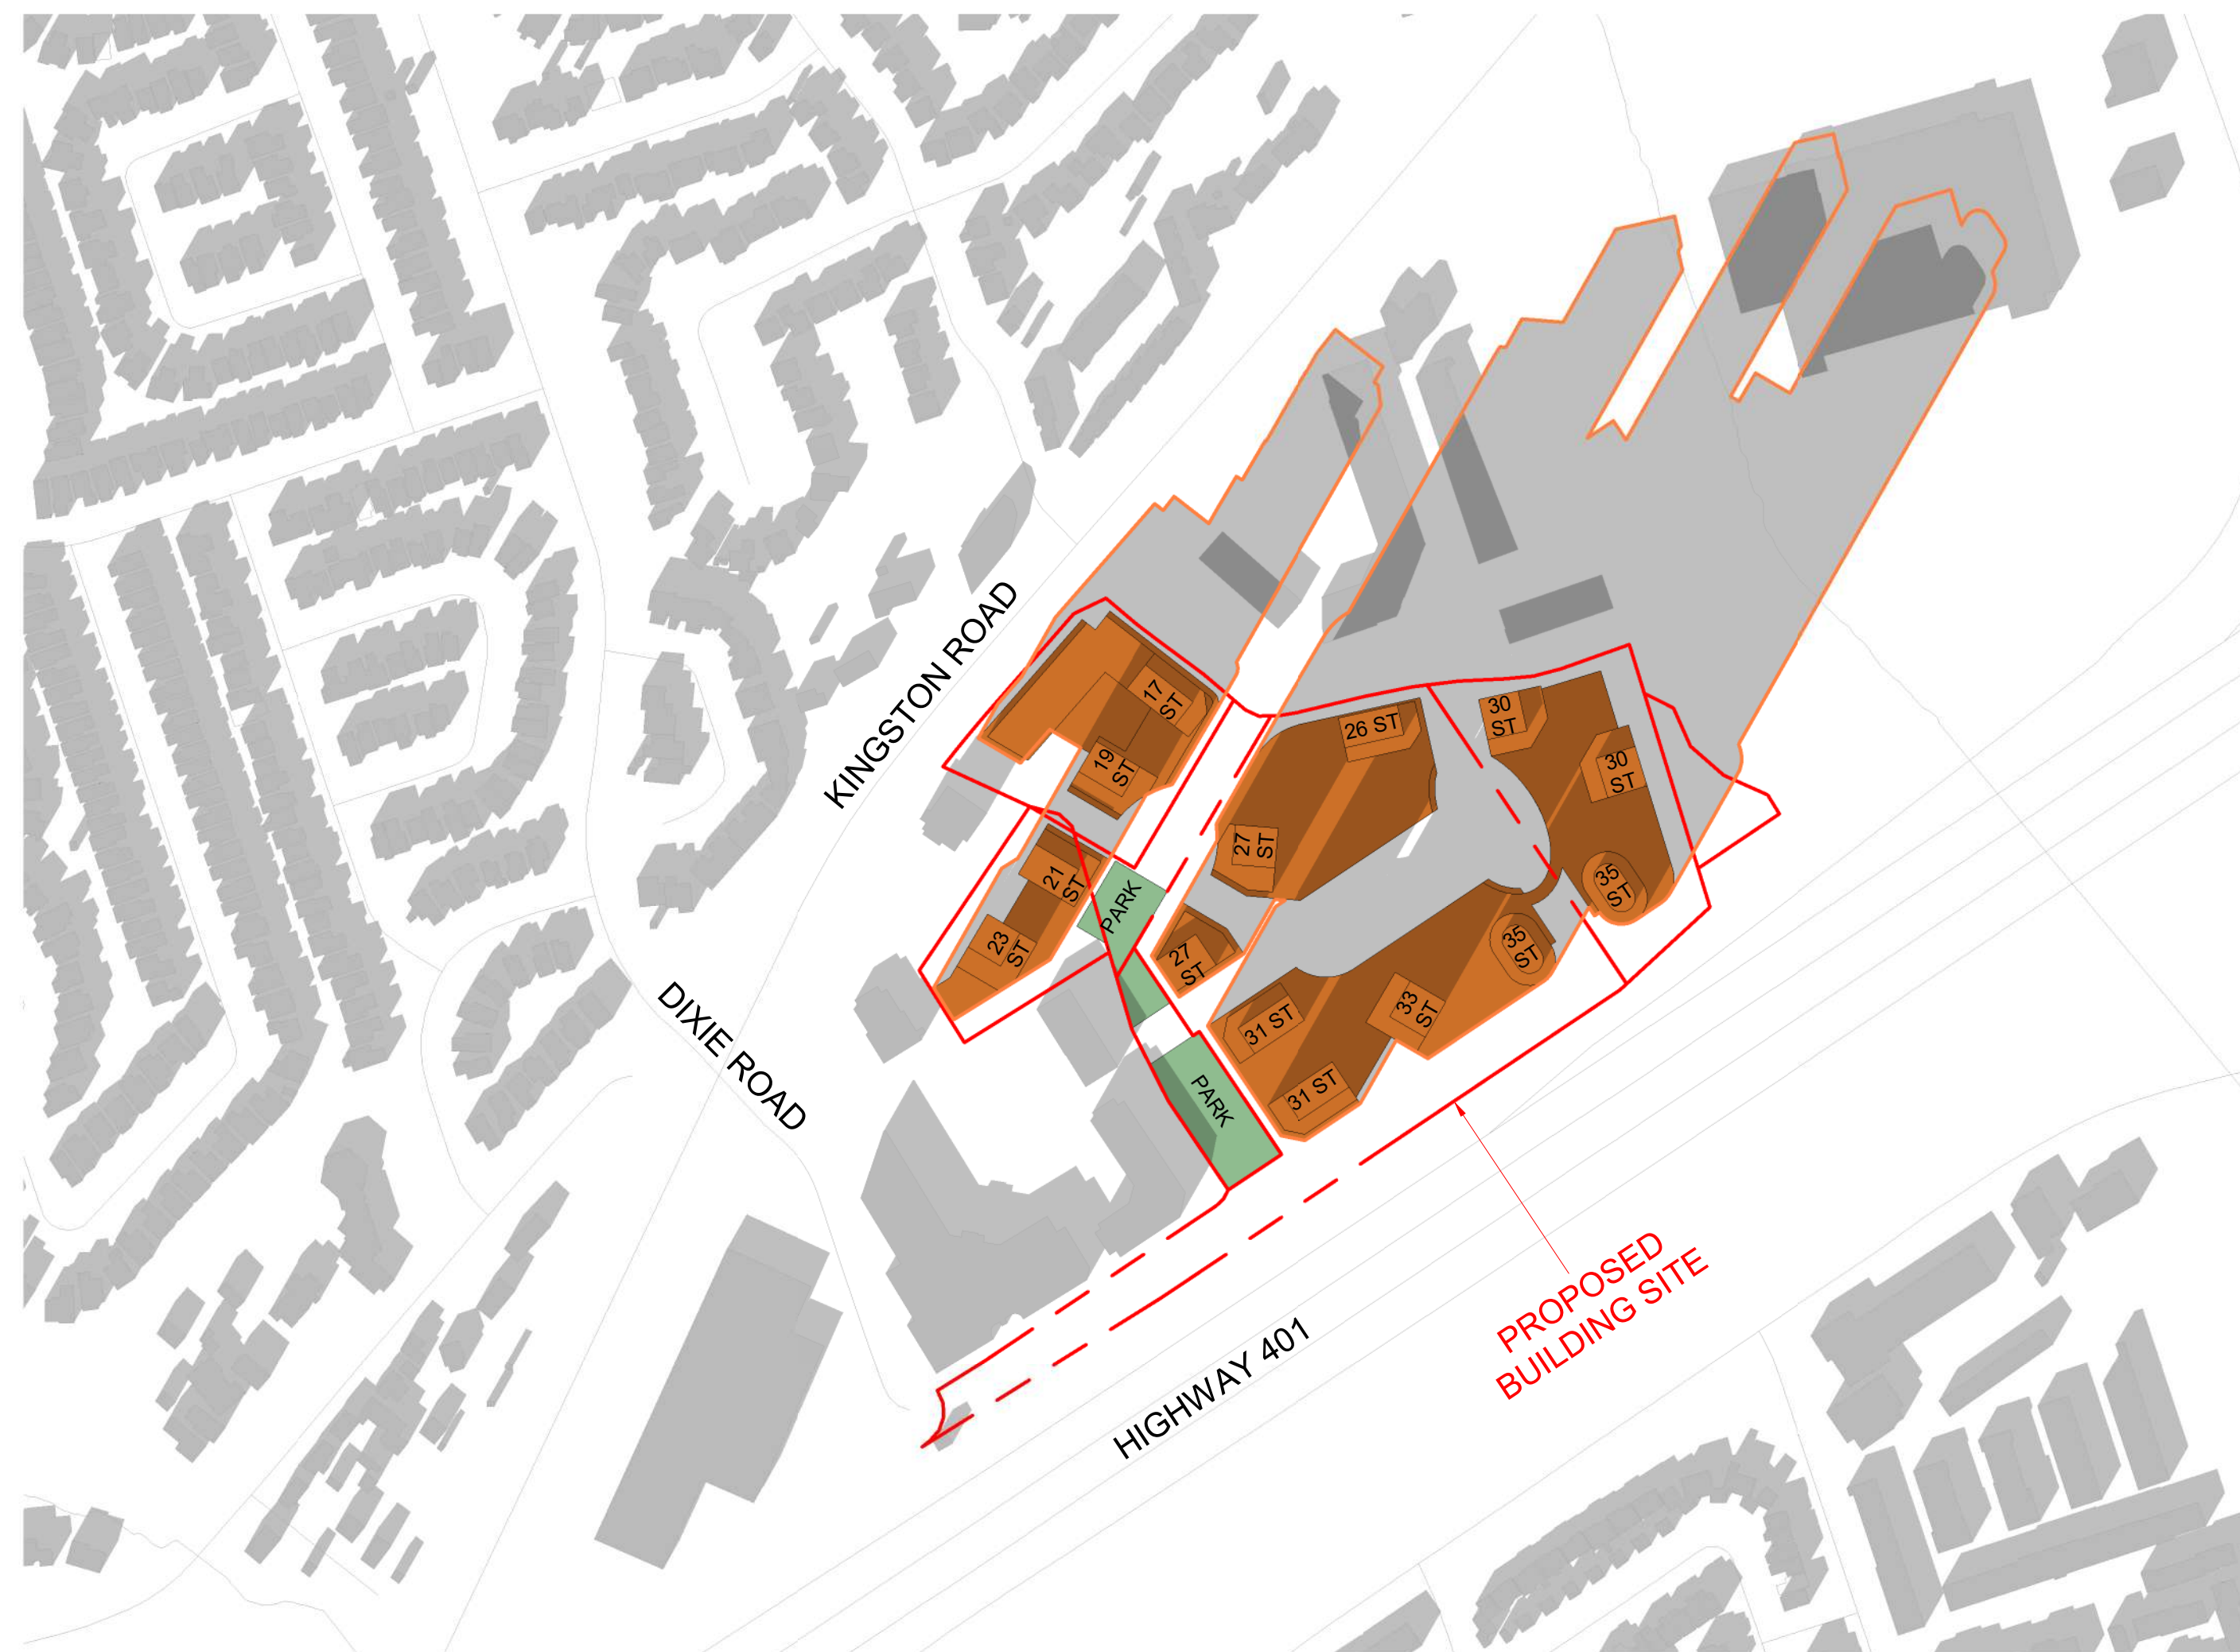 KINGSTON ROAD
17
ST
19
ST
26 ST
30
ST
30
ST
27
ST
21
ST
PARK
35
ST
23
ST
27
ST
35
ST
31 ST
33
ST
31 ST
PARK
DIXIE ROAD
PROPOSED
BUILDING SITE
HIGHWAY 401